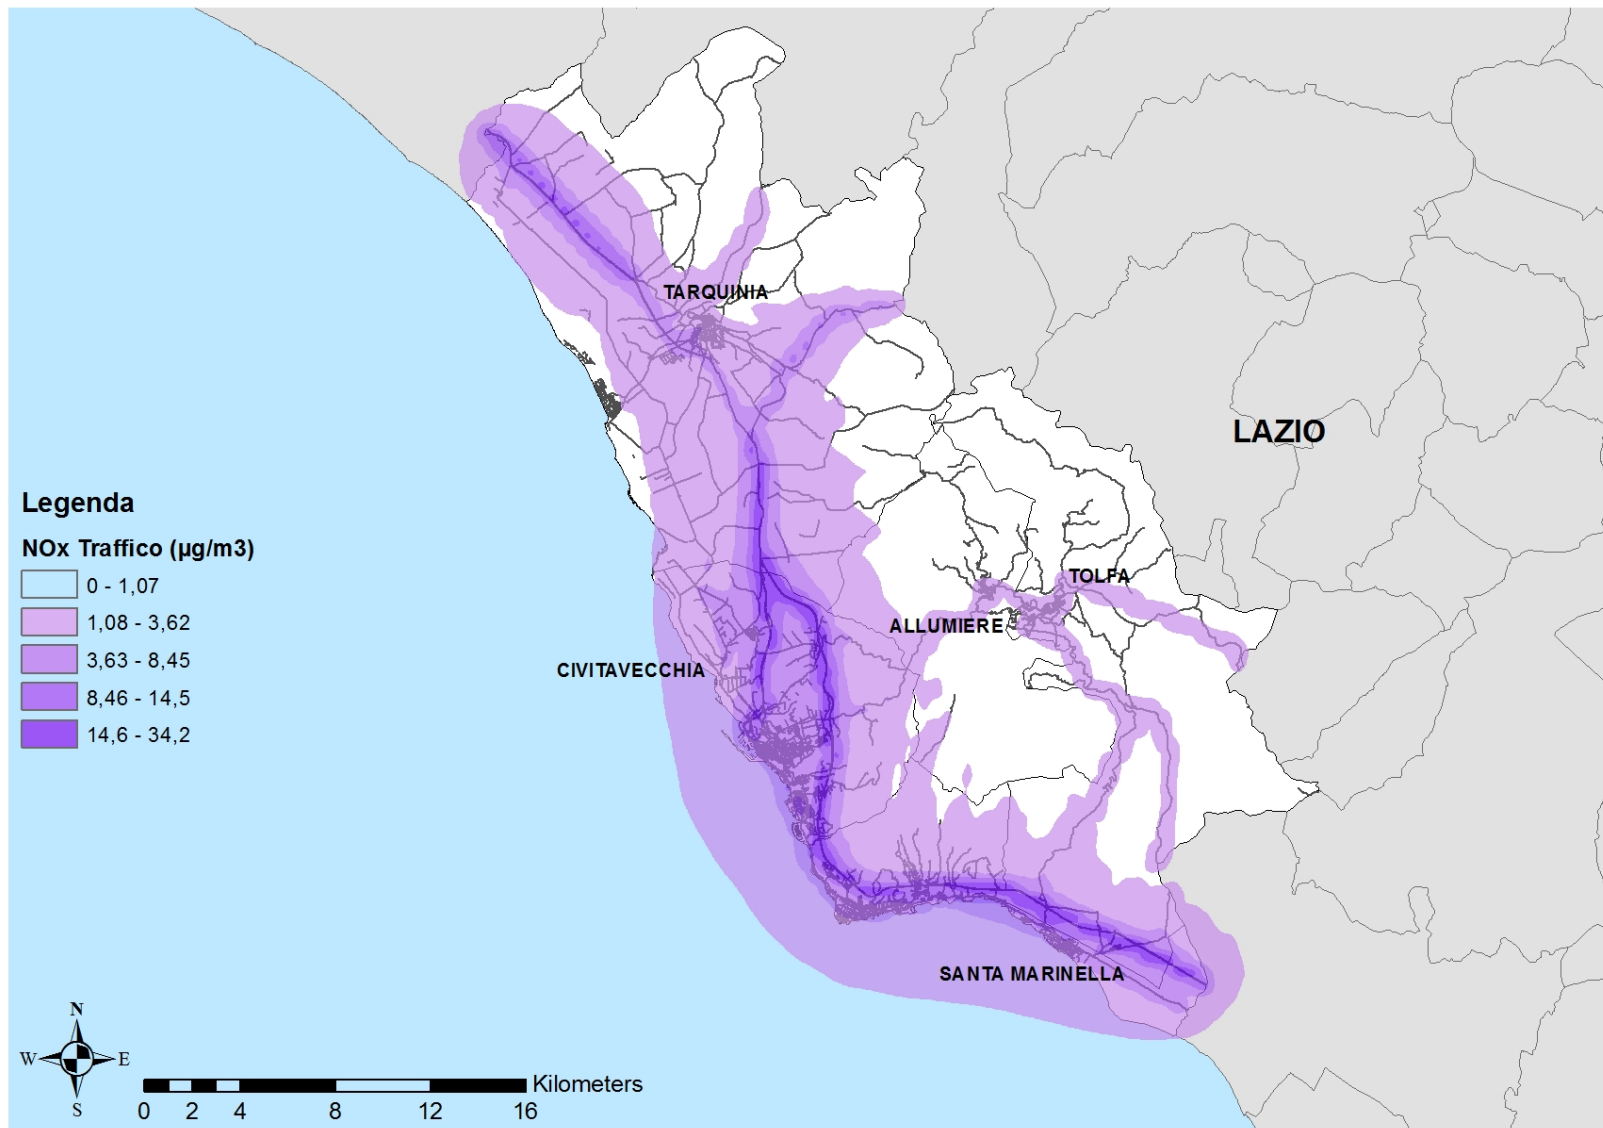 TARQUINIA
LAZIO
TOLFA
ALLUMIERE
CIVITAVECCHIA
SANTA MARINELLA
Legenda
NOx Traffico (µg/m3)
0 - 1,07
1,08 - 3,62
3,63 - 8,45
8,46 - 14,5
14,6 - 34,2
N
W E
S
Kilometers
0 2 4 8 12 16